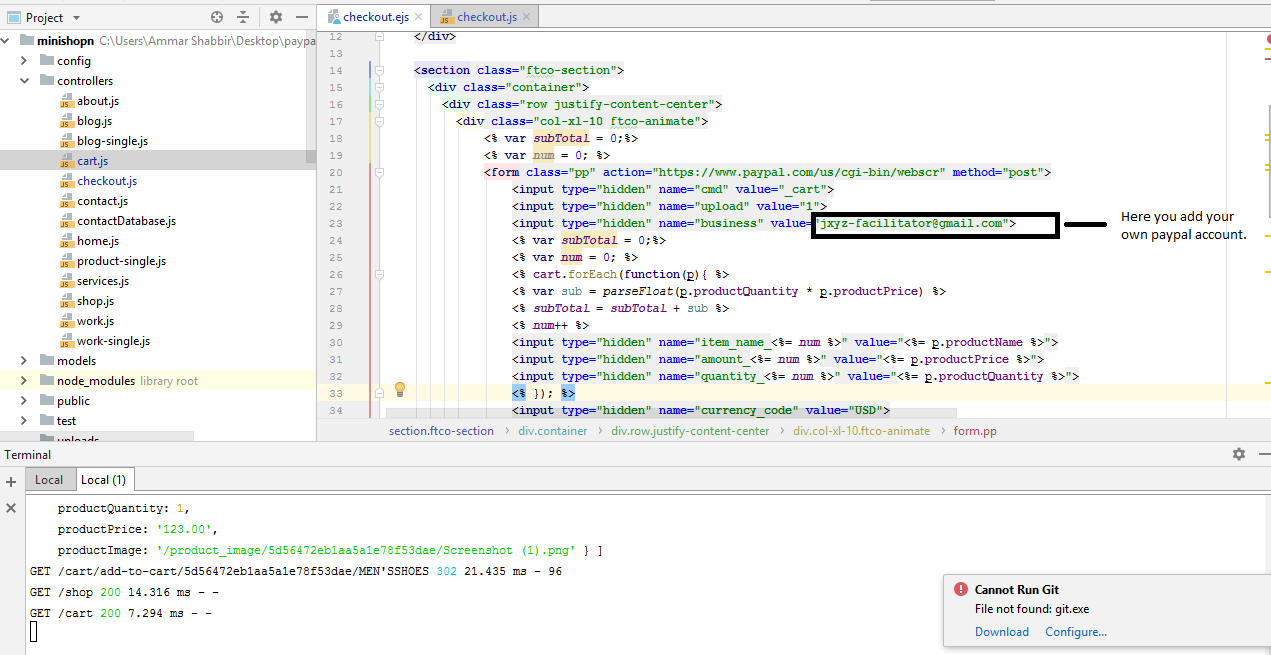 Project
checkout.ejs
checkout.js
minishopn C:\Users\Ammar Shabbir\Desktop\paypa
config
controllers
about.js
blog.js
blog-single.js
cart.js
checkout.js
contact.js
contactDatabase.js
home.js
product-single.js
services.js
shop.js
work.js
work-single.js
models
node_modules library root
public
test
uploads
12 </div>
13
14 <section class="ftco-section">
15 <div class="container">
16 <div class="row justify-content-center">
17 <div class="col-xl-10 ftco-animate">
18 <% var subTotal = 0;%>
19 <% var num = 0; %>
20 <form class="pp" action="https://www.paypal.com/us/cgi-bin/webscr" method="post">
21 <input type="hidden" name="cmd" value="_cart">
22 <input type="hidden" name="upload" value="1">
23 <input type="hidden" name="business" value="jxyz-facilitator@gmail.com">
24 <% var subTotal = 0;%>
25 <% var num = 0; %>
26 <% cart.forEach(function(p){ %>
27 <% var sub = parseFloat(p.productQuantity * p.productPrice) %>
28 <% subTotal = subTotal + sub %>
29 <% num++ %>
30 <input type="hidden" name="item_name_<%= num %>" value="<%= p.productName %>">
31 <input type="hidden" name="amount_<%= num %>" value="<%= p.productPrice %>">
32 <input type="hidden" name="quantity_<%= num %>" value="<%= p.productQuantity %>">
33 <% }); %>
34 <input type="hidden" name="currency_code" value="USD">
Here you add your
own paypal account.
section.ftco-section > div.container > div.row.justify-content-center > div.col-xl-10.ftco-animate > form.pp
Terminal
Local
Local (1)
productQuantity: 1,
productPrice: '123.00',
productImage: '/product_image/5d56472eb1aa5a1e78f53dae/Screenshot (1).png' } ]
GET /cart/add-to-cart/5d56472eb1aa5a1e78f53dae/MEN'SSHOES 302 21.435 ms - 96
GET /shop 200 14.316 ms - -
GET /cart 200 7.294 ms - -
Cannot Run Git
File not found: git.exe
Download Configure...